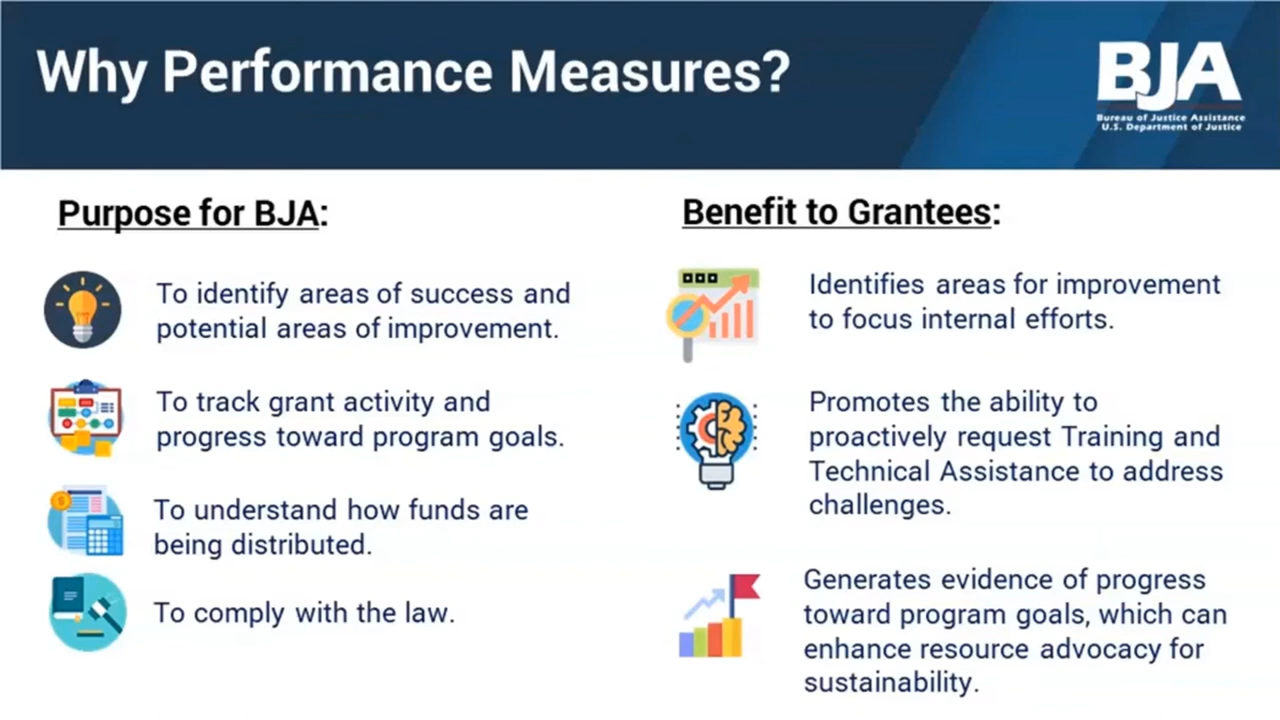 Why Performance Measures?
BJA
Bureau of Justice Assistance
U.S. Department of Justice
Purpose for BJA:
To identify areas of success and
potential areas of improvement.
To track grant activity and
progress toward program goals.
To understand how funds are
being distributed.
To comply with the law.
Benefit to Grantees:
Identifies areas for improvement
to focus internal efforts.
Promotes the ability to
proactively request Training and
Technical Assistance to address
challenges.
Generates evidence of progress
toward program goals, which can
enhance resource advocacy for
sustainability.